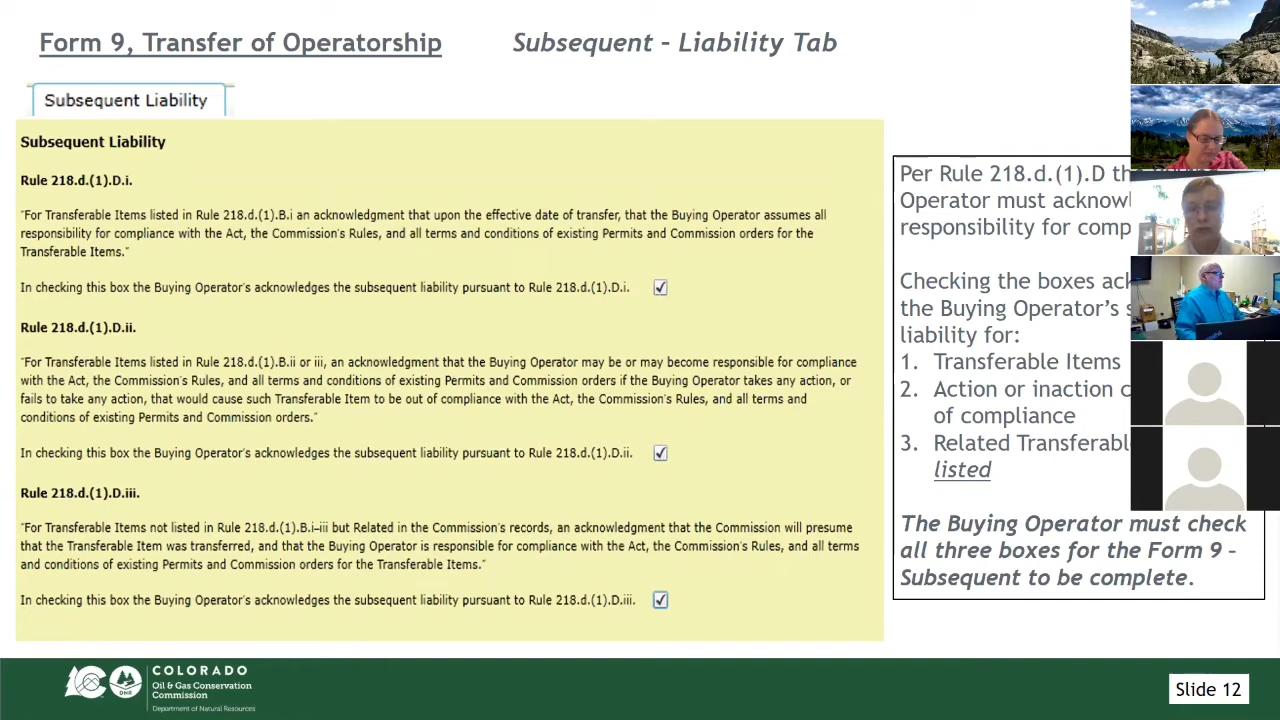 Form 9, Transfer of Operatorship
Subsequent – Liability Tab
Subsequent Liability
Subsequent Liability
Rule 218.d.(1).D.i.
"For Transferable Items listed in Rule 218.d.(1).B.i an acknowledgment that upon the effective date of transfer, that the Buying Operator assumes all
responsibility for compliance with the Act, the Commission's Rules, and all terms and conditions of existing Permits and Commission orders for the
Transferable Items."
In checking this box the Buying Operator's acknowledges the subsequent liability pursuant to Rule 218.d.(1).D.i.
Rule 218.d.(1).D.ii.
"For Transferable Items listed in Rule 218.d.(1).B.ii or iii, an acknowledgment that the Buying Operator may be or may become responsible for compliance
with the Act, the Commission's Rules, and all terms and conditions of existing Permits and Commission orders if the Buying Operator takes any action, or
fails to take any action, that would cause such Transferable Item to be out of compliance with the Act, the Commission's Rules, and all terms and
conditions of existing Permits and Commission orders."
In checking this box the Buying Operator's acknowledges the subsequent liability pursuant to Rule 218.d.(1).D.ii.
Rule 218.d.(1).D.iii.
"For Transferable Items not listed in Rule 218.d.(1).B.i–iii but Related in the Commission's records, an acknowledgment that the Commission will presume
that the Transferable Item was transferred, and that the Buying Operator is responsible for compliance with the Act, the Commission's Rules, and all terms
and conditions of existing Permits and Commission orders for the Transferable Items."
In checking this box the Buying Operator's acknowledges the subsequent liability pursuant to Rule 218.d.(1).D.iii.
Per Rule 218.d.(1).D
Operator must
responsibility for
Checking the boxes
the Buying Operator's
liability for:
1. Transferable Items
2. Action or inaction
of compliance
3. Related
listed
The Buying Operator must check
all three boxes for the Form 9 –
Subsequent to be complete.
COLORADO
Oil & Gas Conservation
Commission
Department of Natural Resources
DNR
Slide 12